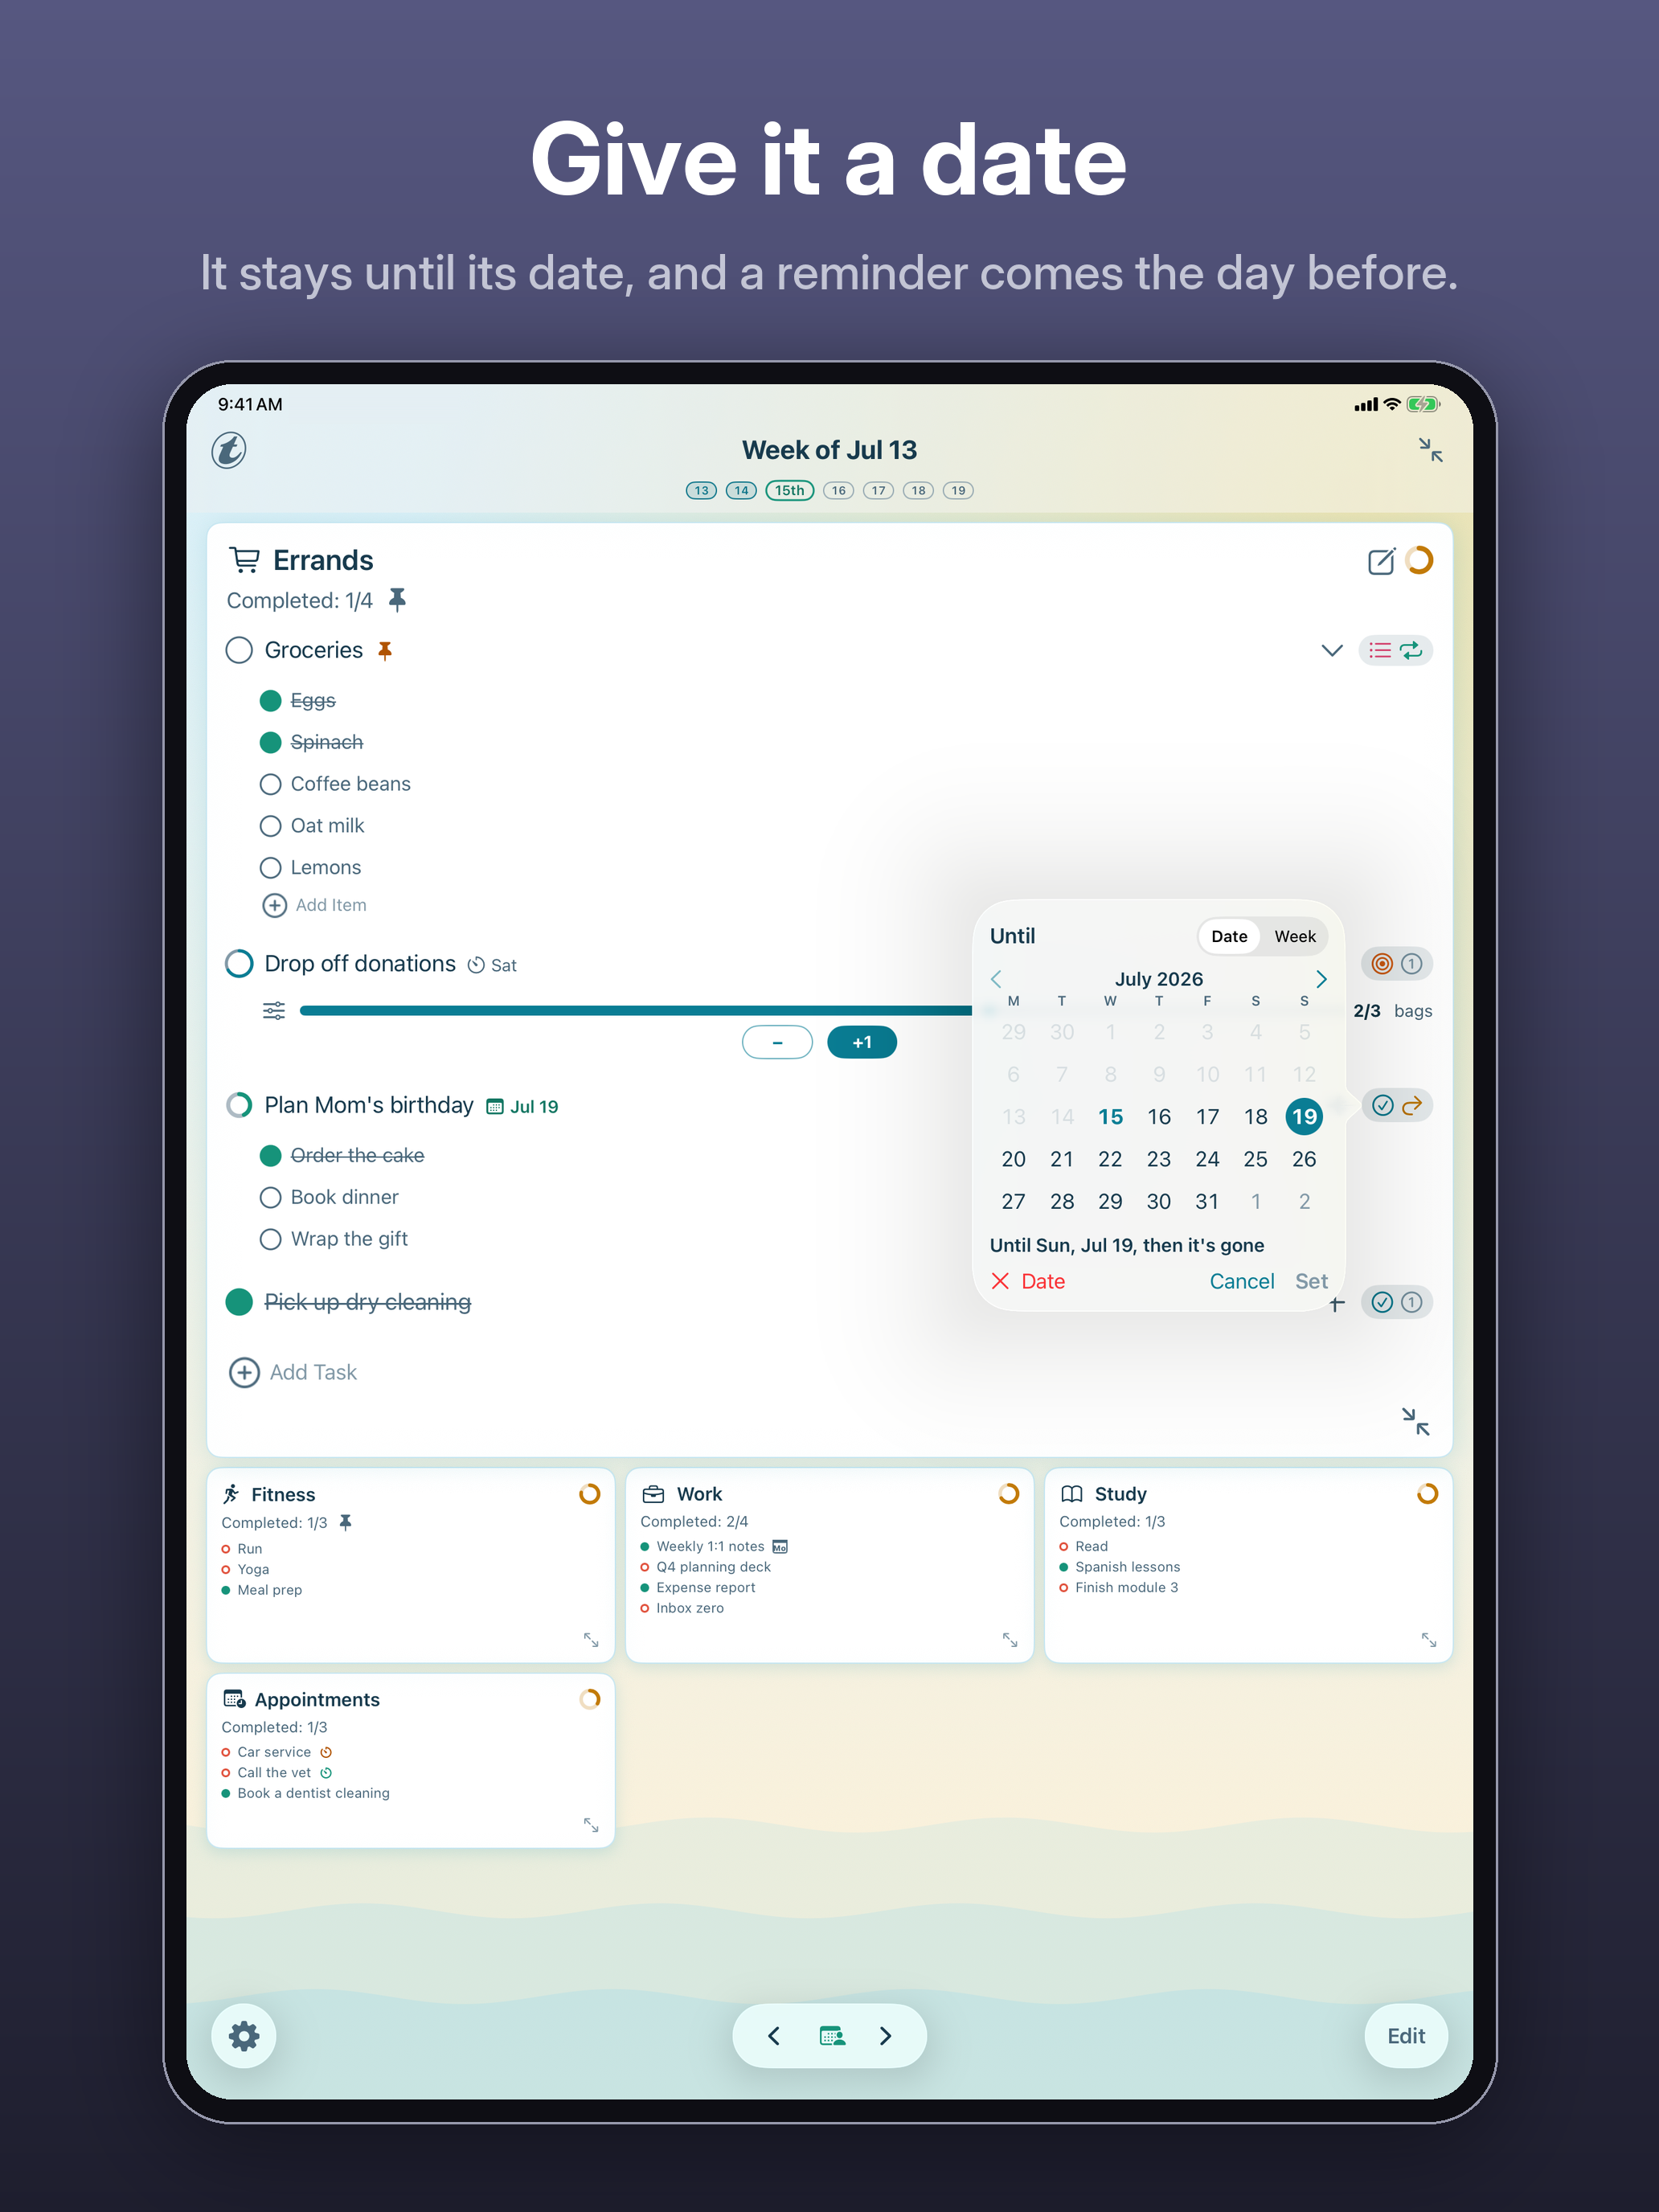 Give it a date
It stays until its date, and a reminder comes the day before.
9:41 AM
t
Week of Jul 13
13 14 15th 16 17 18 19
Errands
Completed: 1/4
Groceries
Eggs
Spinach
Coffee beans
Oat milk
Lemons
Add Item
Drop off donations Sat
1
2/3 bags
– +1
Plan Mom's birthday Jul 19
Order the cake
Book dinner
Wrap the gift
Pick up dry cleaning
1
Add Task
Until Date Week
July 2026
M T W T F S S
29 30 1 2 3 4 5
6 7 8 9 10 11 12
13 14 15 16 17 18 19
20 21 22 23 24 25 26
27 28 29 30 31 1 2
Until Sun, Jul 19, then it's gone
Date Cancel Set
Fitness
Completed: 1/3
Run
Yoga
Meal prep
Work
Completed: 2/4
Weekly 1:1 notes Mo
Q4 planning deck
Expense report
Inbox zero
Study
Completed: 1/3
Read
Spanish lessons
Finish module 3
Appointments
Completed: 1/3
Car service
Call the vet
Book a dentist cleaning
Edit